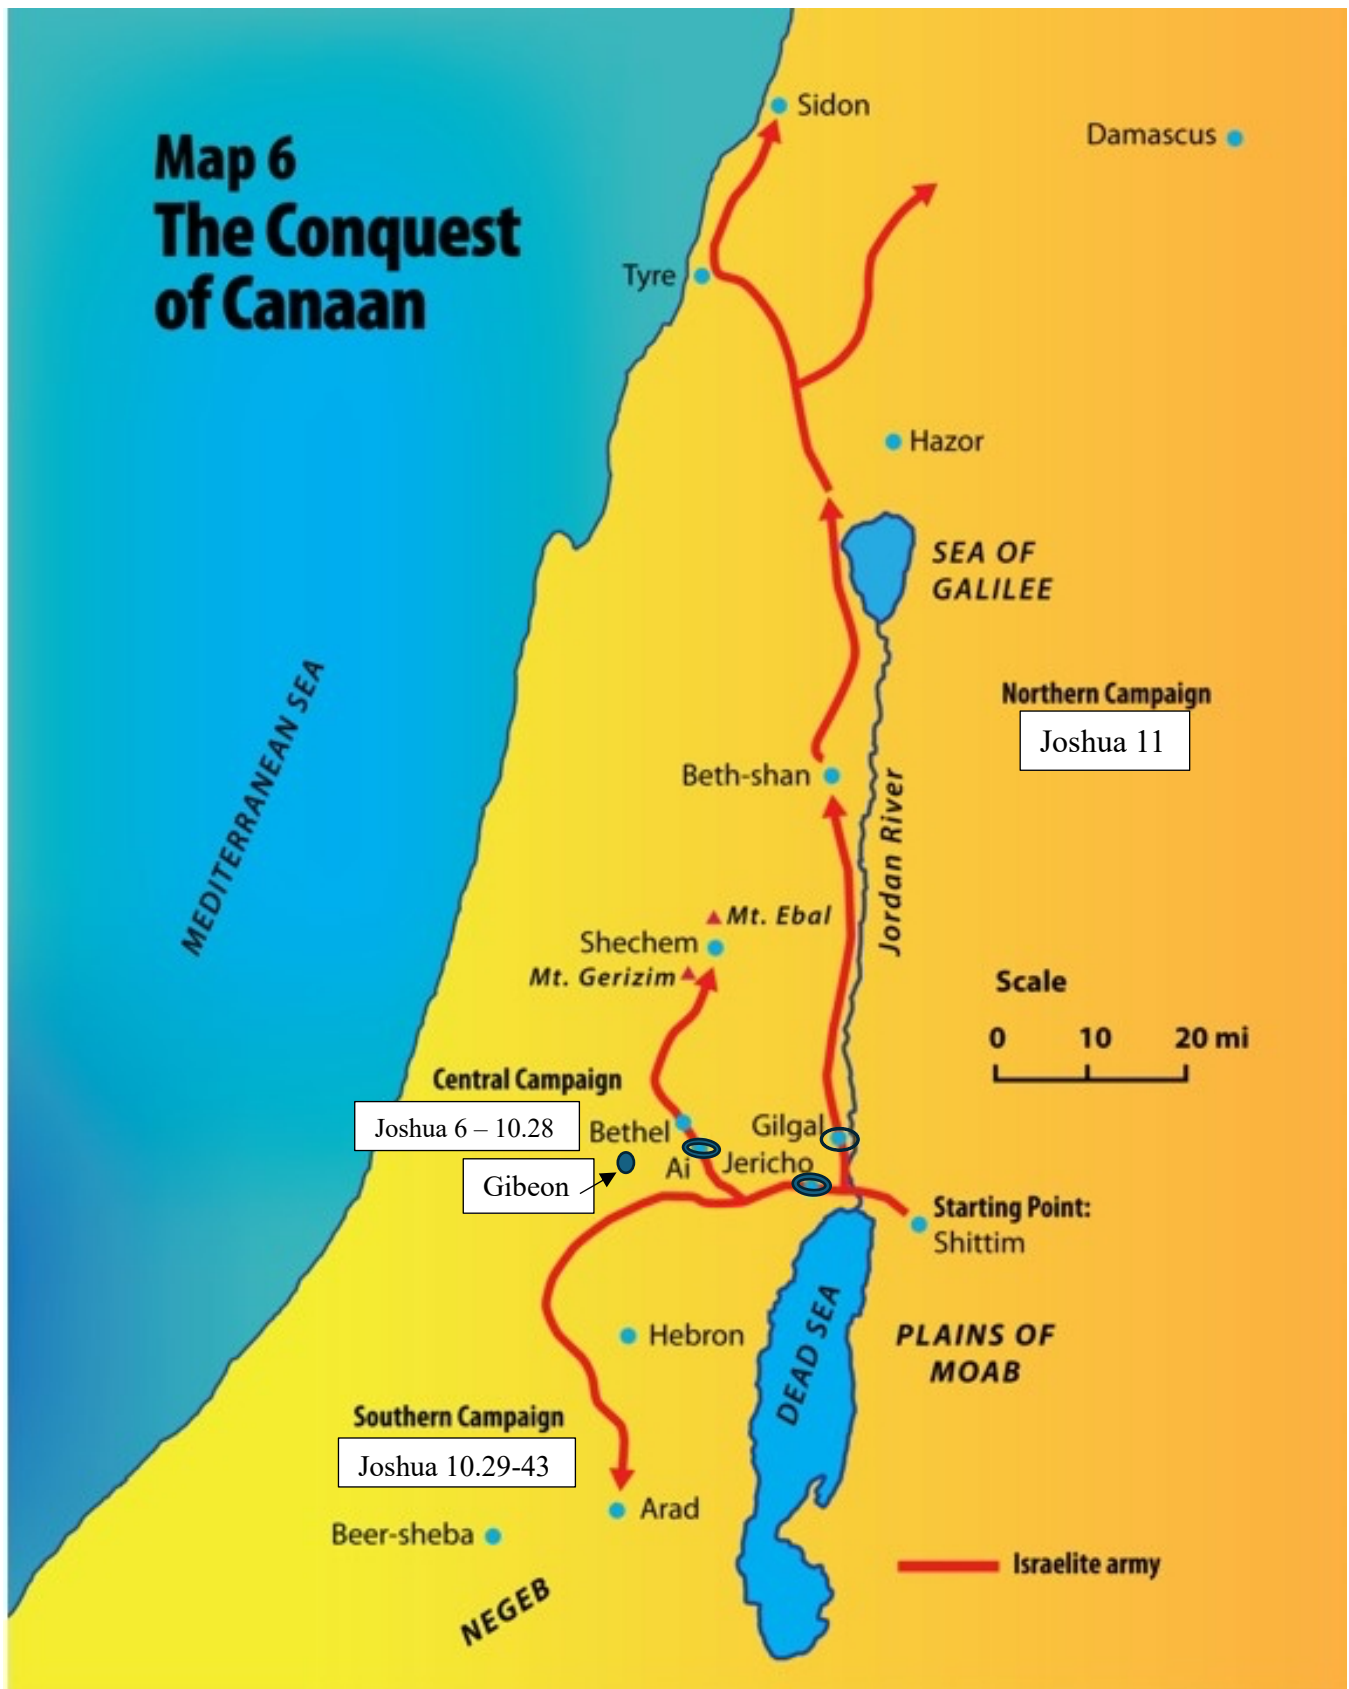 Map 6
The Conquest
of Canaan
Sidon
Damascus
Tyre
Hazor
SEA OF
GALILEE
MEDITERRANEAN SEA
Northern Campaign
Joshua 11
Beth-shan
Jordan River
Mt. Ebal
Shechem
Mt. Gerizim
Scale
0 10 20 mi
Central Campaign
Joshua 6 – 10.28
Bethel
Gilgal
Ai
Jericho
Gibeon
Starting Point:
Shittim
DEAD SEA
PLAINS OF
MOAB
Hebron
Southern Campaign
Joshua 10.29-43
Arad
Beer-sheba
NEGEB
Israelite army